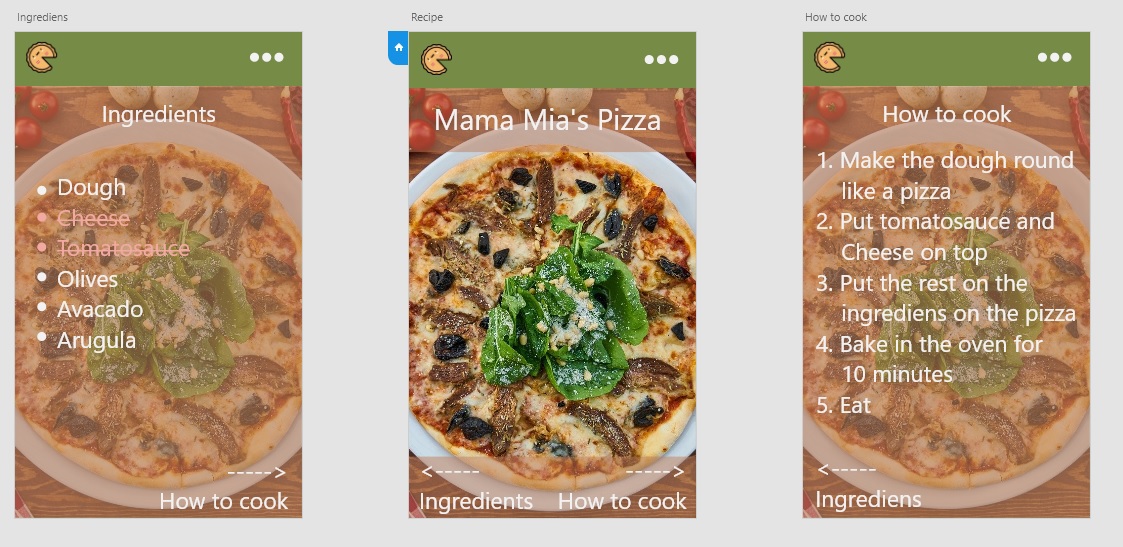 Ingrediens
Ingredients
Dough
Cheese
Tomatosauce
Olives
Avacado
Arugula
----->
How to cook
Recipe
Mama Mia's Pizza
<----- ----->
Ingredients How to cook
How to cook
How to cook
1. Make the dough round
like a pizza
2. Put tomatosauce and
Cheese on top
3. Put the rest on the
ingrediens on the pizza
4. Bake in the oven for
10 minutes
5. Eat
<-----
Ingrediens